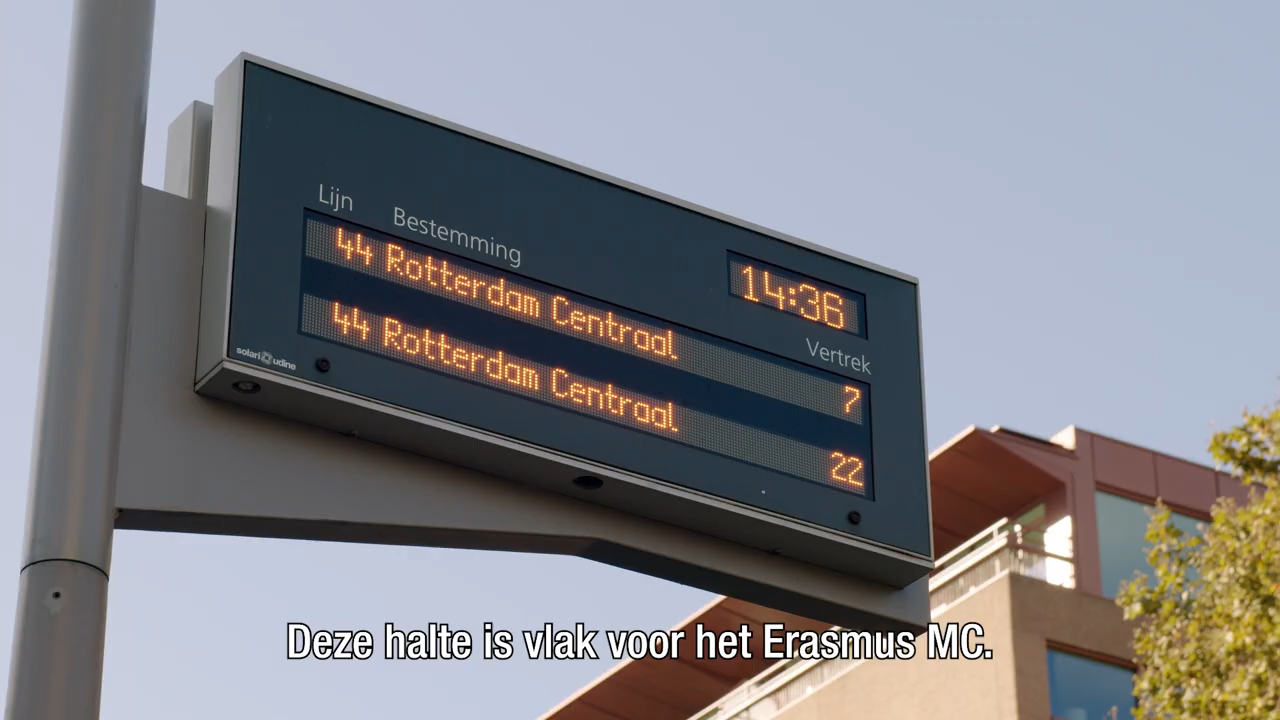 Lijn Bestemming
14:36
Vertrek
44 Rotterdam Centraal 7
44 Rotterdam Centraal 22
solari udine
Deze halte is vlak voor het Erasmus MC.